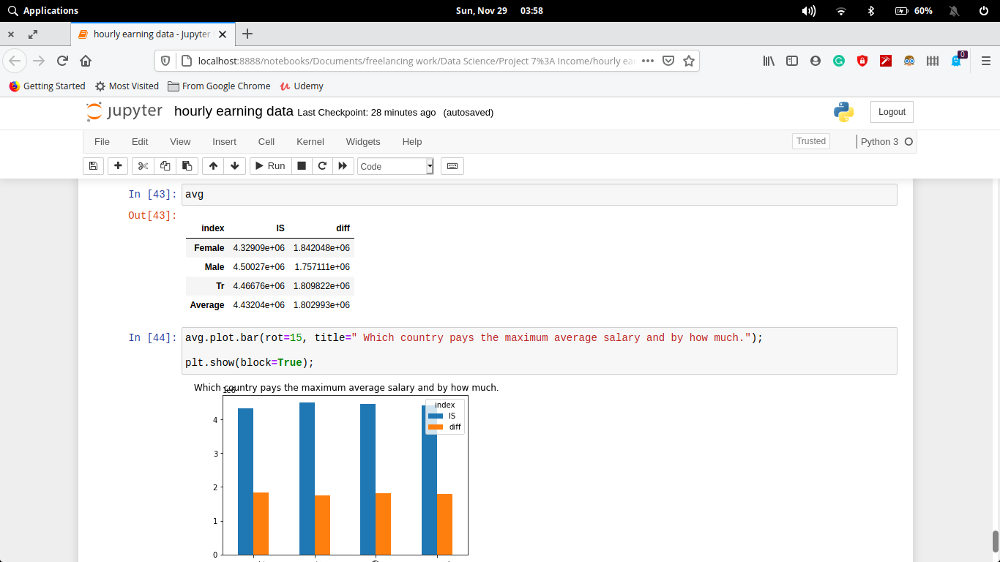 Applications
Sun, Nov 29 03:58
60%
hourly earning data - Jupyter
localhost:8888/notebooks/Documents/freelancing work/Data Science/Project 7%3A Income/hourly ea
0
Getting Started Most Visited From Google Chrome Udemy
jupyter hourly earning data Last Checkpoint: 28 minutes ago (autosaved)
Logout
File Edit View Insert Cell Kernel Widgets Help
Trusted Python 3
Run Code
In [43]: avg
Out[43]:
index IS diff
Female 4.32909e+06 1.842048e+06
Male 4.50027e+06 1.757111e+06
Tr 4.46676e+06 1.809822e+06
Average 4.43204e+06 1.802993e+06
In [44]: avg.plot.bar(rot=15, title=" Which country pays the maximum average salary and by how much.");
plt.show(block=True);
Which country pays the maximum average salary and by how much.
1e6
index
IS
diff
4
3
2
1
0